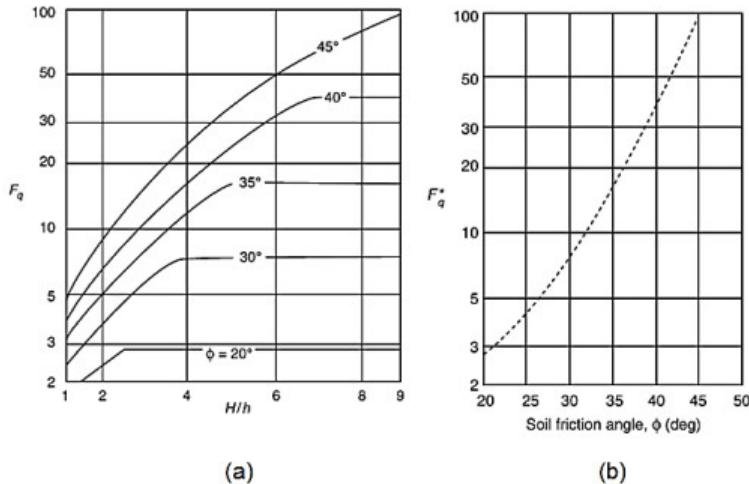 100
50
30
20
10
5
3
2
F_q
45°
40°
35°
30°
ϕ = 20°
1 2 4 6 8 9
H/h
(a)
100
50
30
20
10
5
3
2
F*_q
20 25 30 35 40 45 50
Soil friction angle, ϕ (deg)
(b)